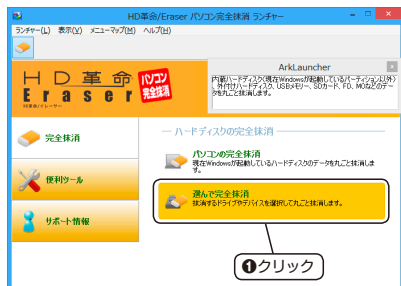 HD革命/Eraser パソコン完全抹消 ランチャー
ランチャー(L) 表示(V) メニューマップ(M) ヘルプ(H)
ArkLauncher
HD革命
Eraser
HD革命/イレーサー
パソコン
完全抹消
内蔵ハードディスク(現在Windowsが起動しているパーティション以外)
、外付けハードディスク、USBメモリー、SDカード、FD、MOなどのデー
タを丸ごと抹消します。
完全抹消
便利ツール
サポート情報
ハードディスクの完全抹消
パソコンの完全抹消
現在Windowsが起動しているハードディスクのデータを丸ごと抹消しま
す。
選んで完全抹消
抹消するドライブやデバイスを選択して丸ごと抹消します。
❶クリック